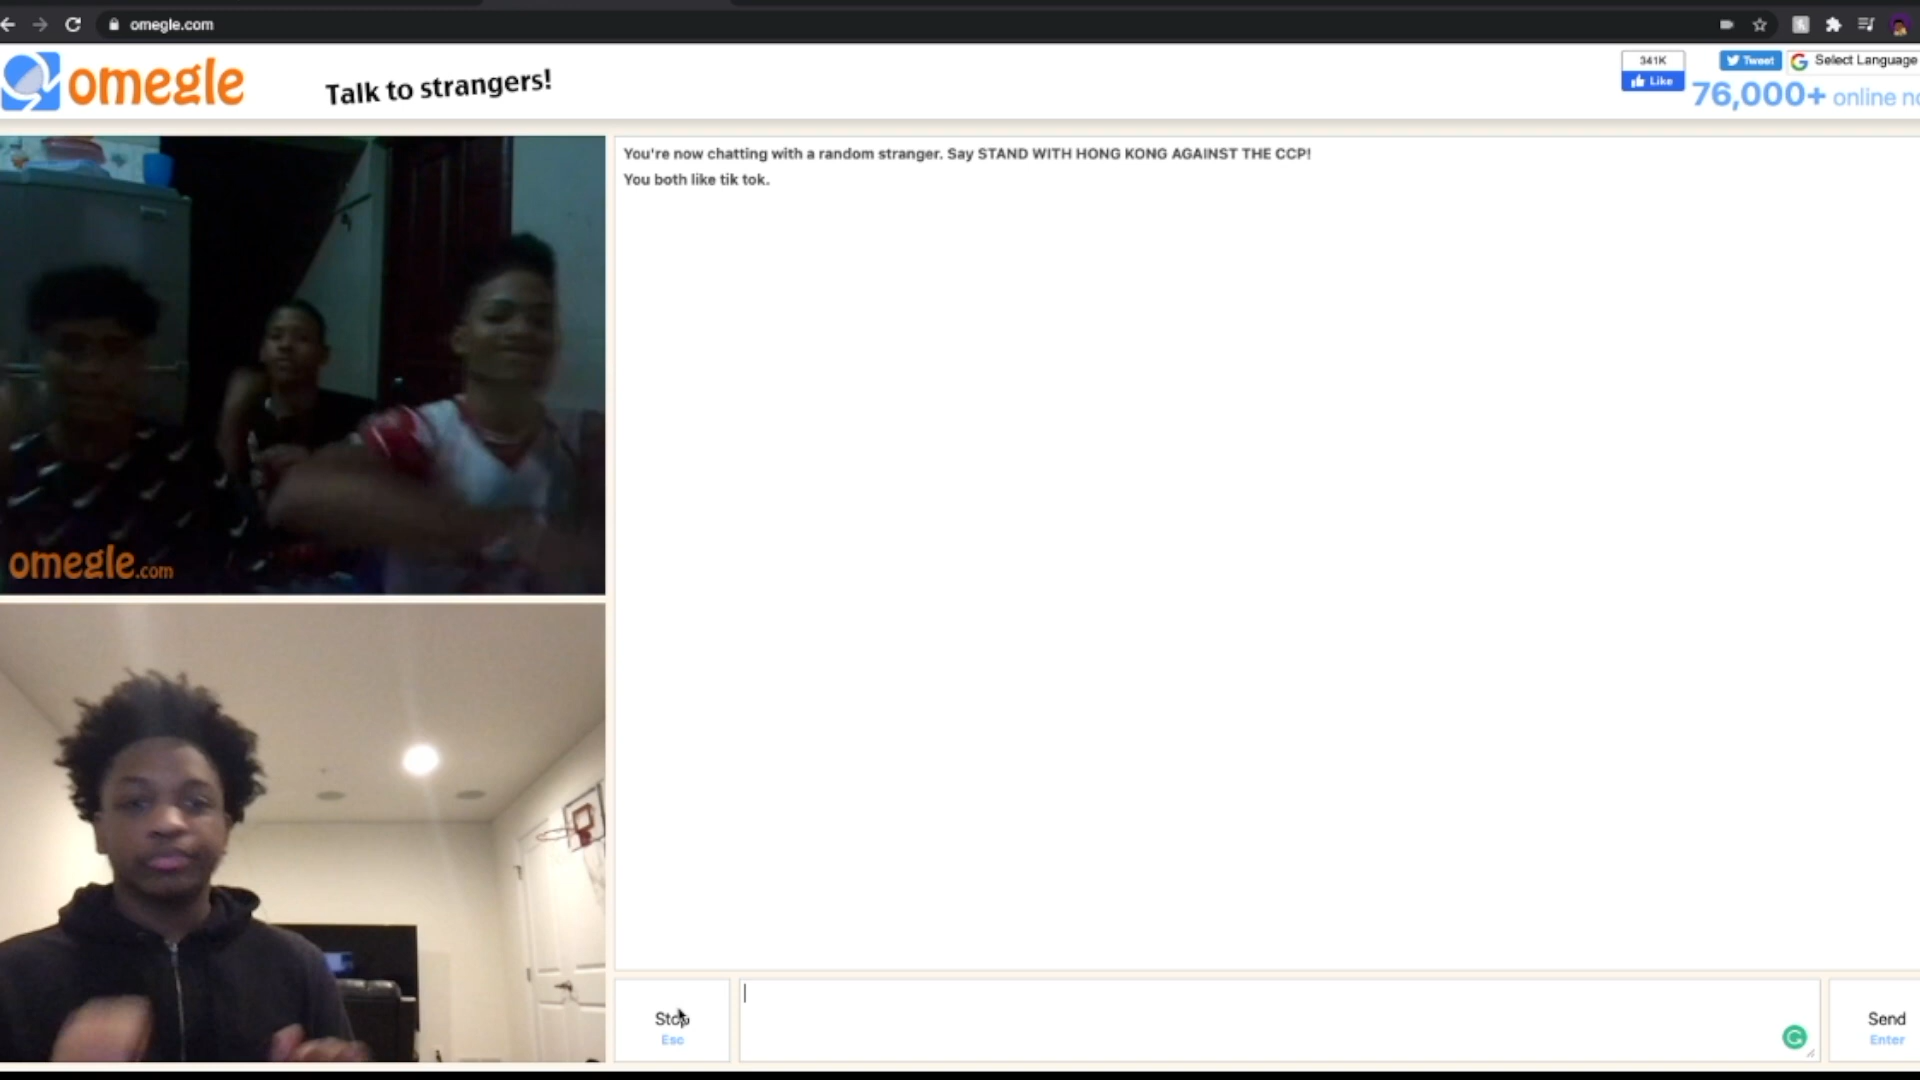 omegle.com
omegle
Talk to strangers!
341K
Like
Tweet
Select Language
76,000+ online no
You're now chatting with a random stranger. Say STAND WITH HONG KONG AGAINST THE CCP!
You both like tik tok.
omegle.com
Stop
Esc
Send
Enter